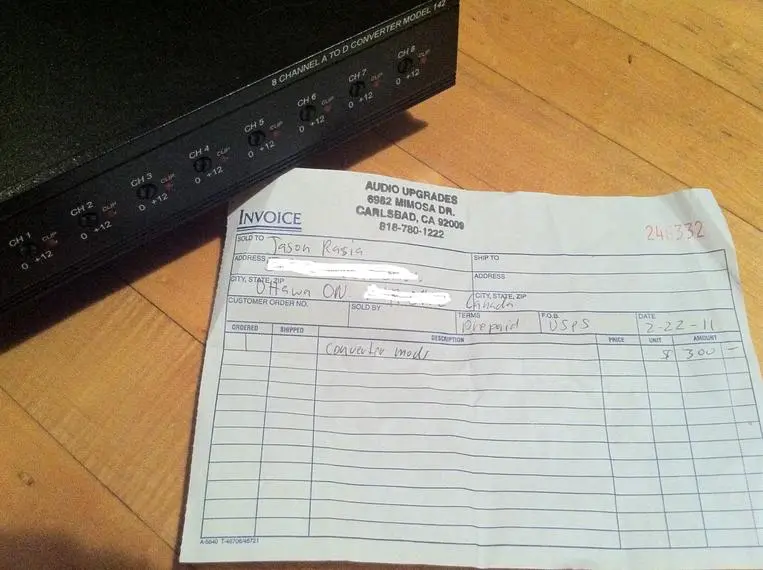 8 CHANNEL A TO D CONVERTER MODEL 142
CH 1 CLIP 0 +12
CH 2 CLIP 0 +12
CH 3 CLIP 0 +12
CH 4 CLIP 0 +12
CH 5 CLIP 0 +12
CH 6 CLIP 0 +12
CH 7 CLIP 0 +12
CH 8 CLIP 0 +12
AUDIO UPGRADES
6982 MIMOSA DR.
CARLSBAD, CA 92009
818-780-1222
INVOICE
SOLD TO Jason Rasia
SHIP TO
ADDRESS
ADDRESS
CITY, STATE, ZIP Ottawa ON Canada
CITY, STATE, ZIP
CUSTOMER ORDER NO. SOLD BY TERMS Prepaid F.O.B. USPS DATE 2-22-11
ORDERED SHIPPED DESCRIPTION PRICE UNIT AMOUNT
Converter mods $ 300 -